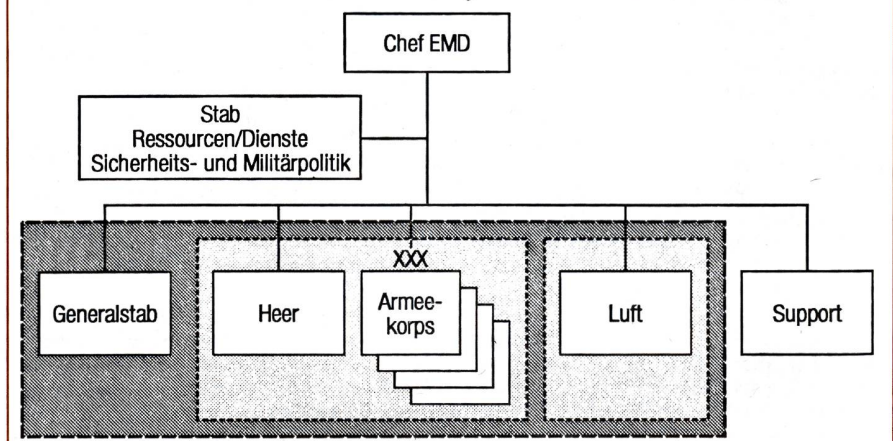 Chef EMD
Stab
Ressourcen/Dienste
Sicherheits- und Militärpolitik
XXX
Generalstab
Heer
Armee-
korps
Luft
Support